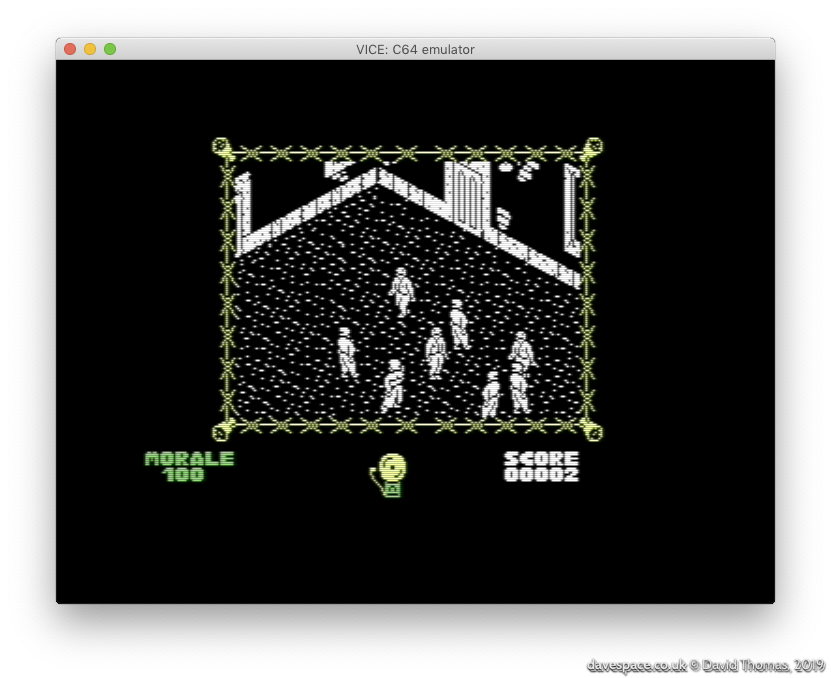 VICE: C64 emulator
MORALE
100
SCORE
00002
davespace.co.uk © David Thomas, 2019